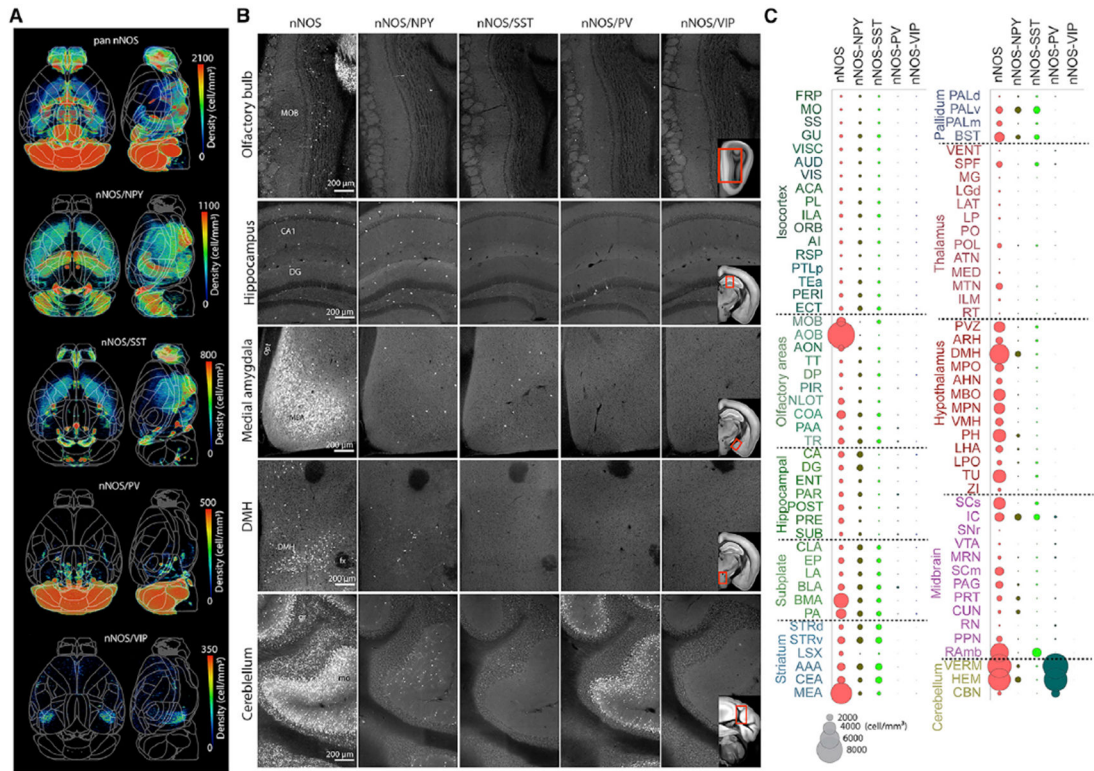 A
pan nNOS
2100
Density (cell/mm³)
0
nNOS/NPY
1100
Density (cell/mm³)
0
nNOS/SST
800
Density (cell/mm³)
0
nNOS/PV
500
Density (cell/mm³)
0
nNOS/VIP
350
Density (cell/mm³)
0
B
nNOS nNOS/NPY nNOS/SST nNOS/PV nNOS/VIP
Olfactory bulb
MOB
200 µm
Hippocampus
CA1
DG
200 µm
Medial amygdala
opt
MEA
200 µm
DMH
DMH
fx
200 µm
Cereblellum
gr
mo
200 µm
C
nNOS
nNOS-NPY
nNOS-SST
nNOS-PV
nNOS-VIP
Isocortex
FRP
MO
SS
GU
VISC
AUD
VIS
ACA
PL
ILA
ORB
AI
RSP
PTLp
TEa
PERI
ECT
Olfactory areas
MOB
AOB
AON
TT
DP
PIR
NLOT
COA
PAA
TR
Hippocampal
CA
DG
ENT
PAR
POST
PRE
SUB
Subplate
CLA
EP
LA
BLA
BMA
PA
Striatum
STRd
STRv
LSX
AAA
CEA
MEA
2000
4000 (cell/mm³)
6000
8000
nNOS
nNOS-NPY
nNOS-SST
nNOS-PV
nNOS-VIP
Pallidum
PALd
PALv
PALm
BST
Thalamus
VENT
SPF
MG
LGd
LAT
LP
PO
POL
ATN
MED
MTN
ILM
RT
Hypothalamus
PVZ
ARH
DMH
MPO
AHN
MBO
MPN
VMH
PH
LHA
LPO
TU
ZI
Midbrain
SCs
IC
SNr
VTA
MRN
SCm
PAG
PRT
CUN
RN
PPN
RAmb
Cerebellum
VERM
HEM
CBN